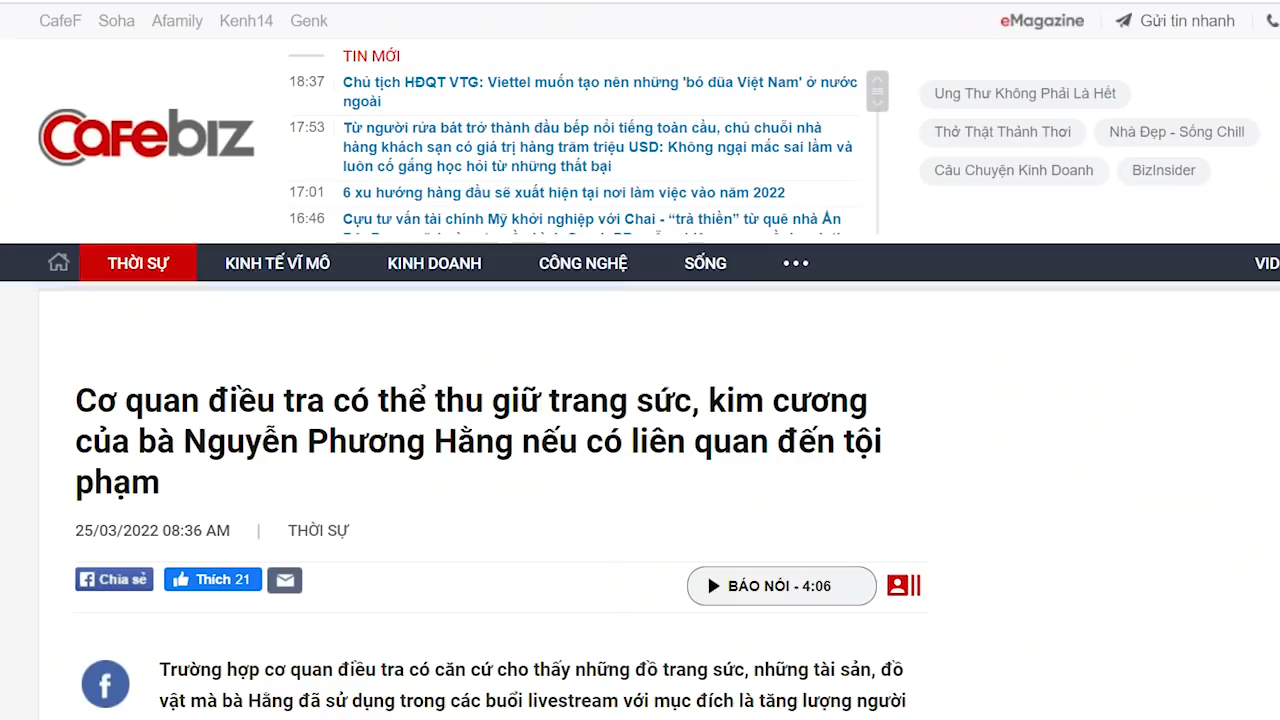 CafeF Soha Afamily Kenh14 Genk
eMagazine Gửi tin nhanh
TIN MỚI
18:37 Chủ tịch HĐQT VTG: Viettel muốn tạo nên những 'bó đũa Việt Nam' ở nước
ngoài
17:53 Từ người rửa bát trở thành đầu bếp nổi tiếng toàn cầu, chủ chuỗi nhà
hàng khách sạn có giá trị hàng trăm triệu USD: Không ngại mắc sai lầm và
luôn cố gắng học hỏi từ những thất bại
17:01 6 xu hướng hàng đầu sẽ xuất hiện tại nơi làm việc vào năm 2022
16:46 Cựu tư vấn tài chính Mỹ khởi nghiệp với Chai - “trà thiền” từ quê nhà Ấn
Cafebiz
Ung Thư Không Phải Là Hết
Thở Thật Thảnh Thơi Nhà Đẹp - Sống Chill
Câu Chuyện Kinh Doanh BizInsider
THỜI SỰ KINH TẾ VĨ MÔ KINH DOANH CÔNG NGHỆ SỐNG ••• VID
Cơ quan điều tra có thể thu giữ trang sức, kim cương
của bà Nguyễn Phương Hằng nếu có liên quan đến tội
phạm
25/03/2022 08:36 AM | THỜI SỰ
Chia sẻ Thích 21
BÁO NÓI - 4:06
Trường hợp cơ quan điều tra có căn cứ cho thấy những đồ trang sức, những tài sản, đồ
vật mà bà Hằng đã sử dụng trong các buổi livestream với mục đích là tăng lượng người